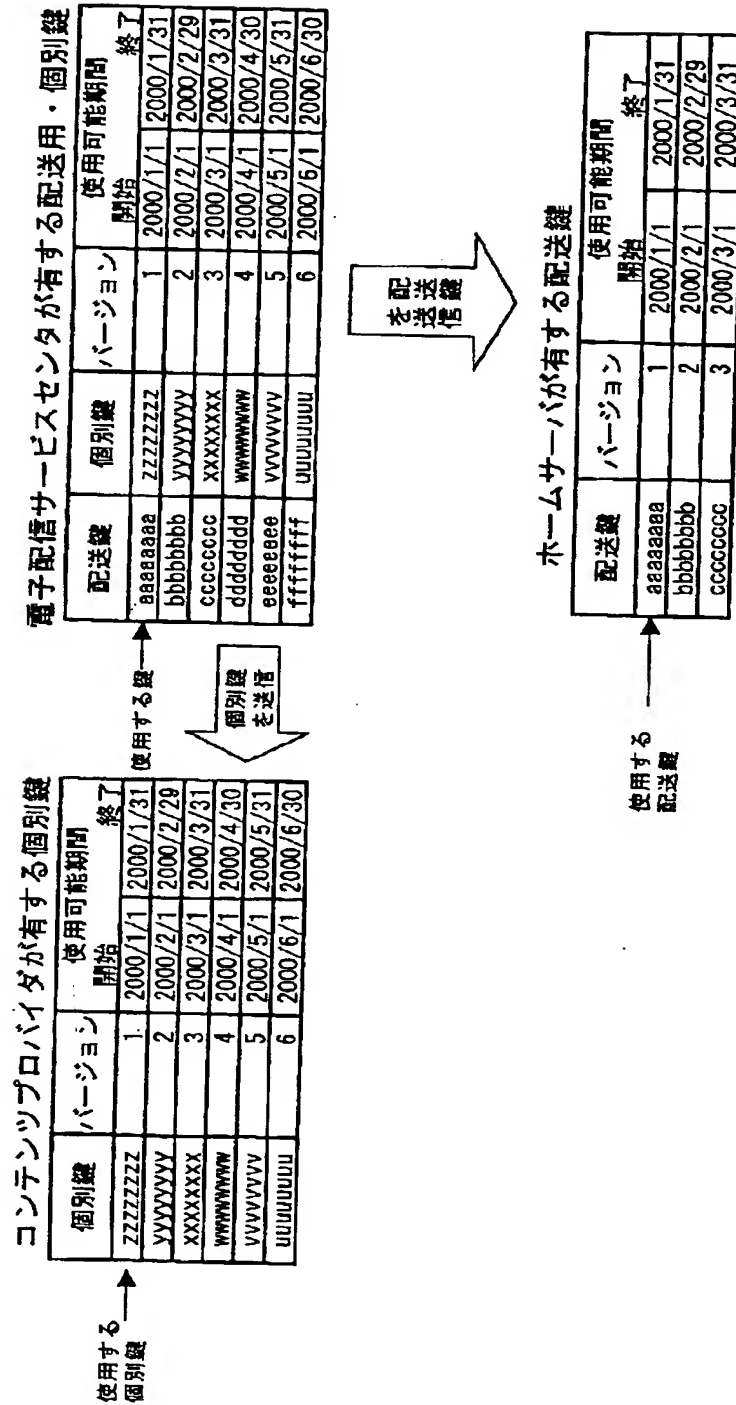 電子配信サービスセンタが有する配送用・個別鍵
配送鍵 個別鍵 バージョン 使用可能期間
開始 終了
aaaaaaaa zzzzzzzz 1 2000/1/1 2000/1/31
bbbbbbbb yyyyyyyy 2 2000/2/1 2000/2/29
cccccccc xxxxxxxx 3 2000/3/1 2000/3/31
dddddddd wwwwwwww 4 2000/4/1 2000/4/30
eeeeeeee vvvvvvvv 5 2000/5/1 2000/5/31
ffffffff uuuuuuuu 6 2000/6/1 2000/6/30
使用する鍵
個別鍵
を送信
配送鍵
を送信
コンテンツプロバイダが有する個別鍵
個別鍵 バージョン 使用可能期間
開始 終了
zzzzzzzz 1 2000/1/1 2000/1/31
yyyyyyyy 2 2000/2/1 2000/2/29
xxxxxxxx 3 2000/3/1 2000/3/31
wwwwwwww 4 2000/4/1 2000/4/30
vvvvvvvv 5 2000/5/1 2000/5/31
uuuuuuuu 6 2000/6/1 2000/6/30
使用する
個別鍵
ホームサーバが有する配送鍵
配送鍵 バージョン 使用可能期間
開始 終了
aaaaaaaa 1 2000/1/1 2000/1/31
bbbbbbbb 2 2000/2/1 2000/2/29
cccccccc 3 2000/3/1 2000/3/31
使用する
配送鍵